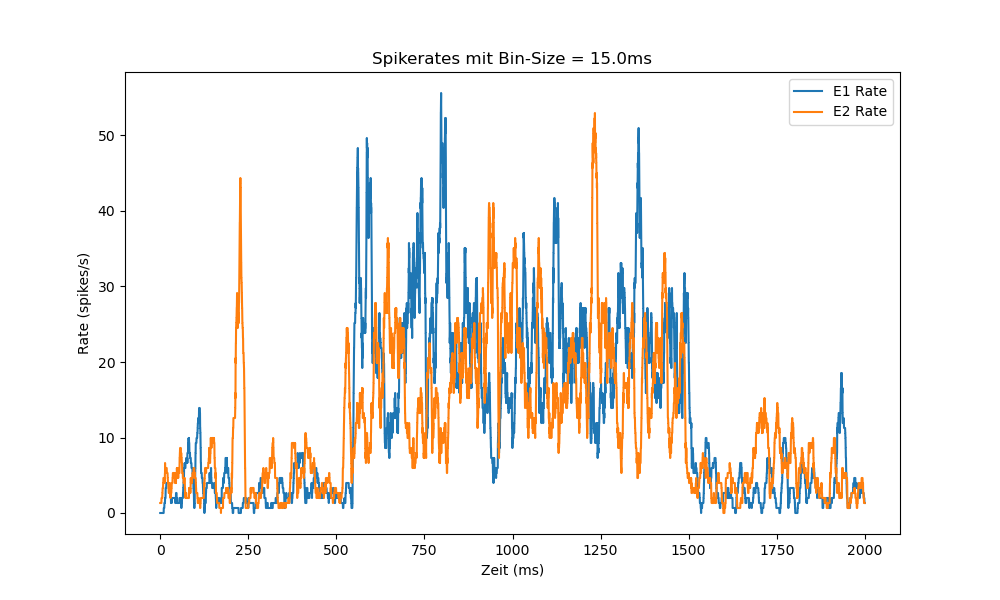 Spikerates mit Bin-Size = 15.0ms
E1 Rate
E2 Rate
Rate (spikes/s)
50
40
30
20
10
0
0 250 500 750 1000 1250 1500 1750 2000
Zeit (ms)